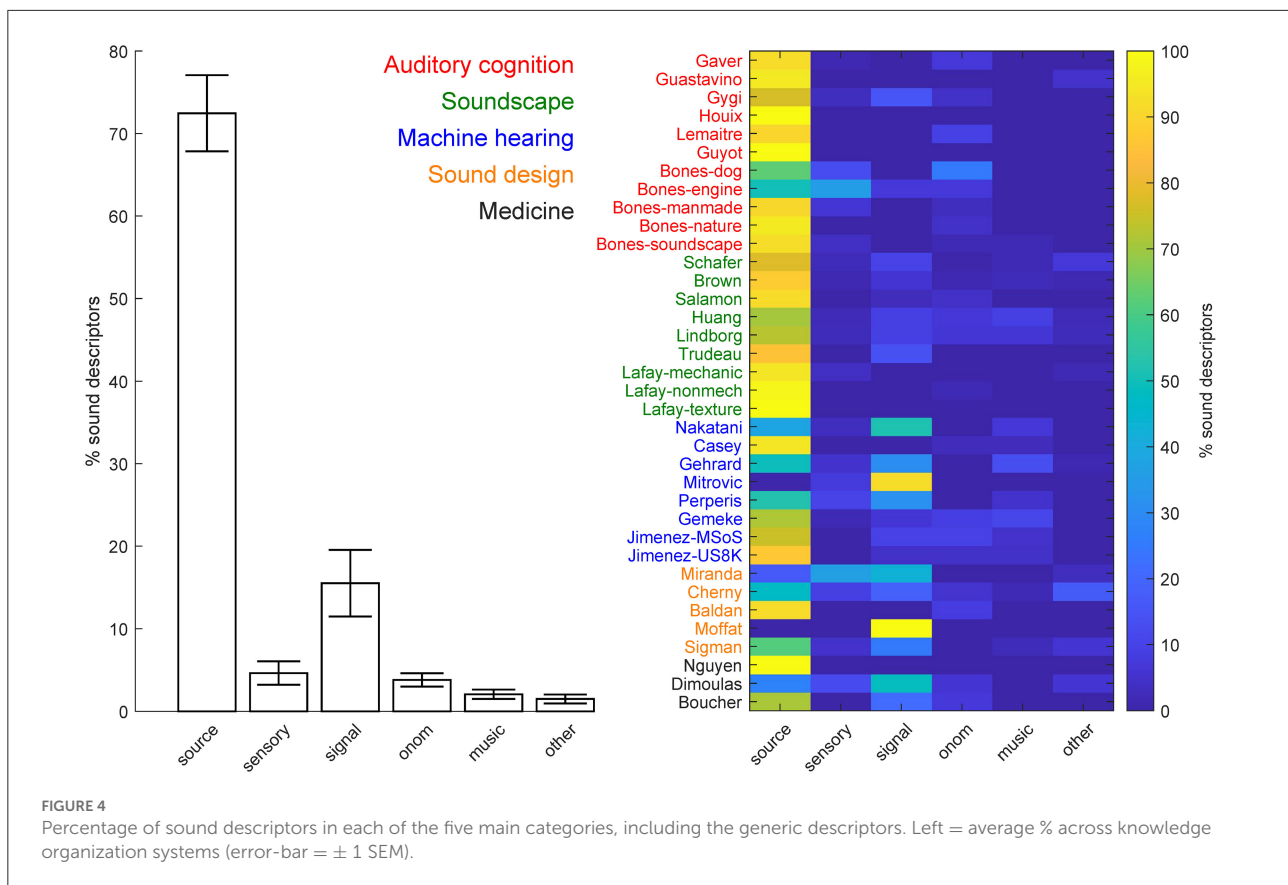 80
70
60
50
40
30
20
10
0
% sound descriptors
source
sensory
signal
onom
music
other
Auditory cognition
Soundscape
Machine hearing
Sound design
Medicine
Gaver
Guastavino
Gygi
Houix
Lemaitre
Guyot
Bones-dog
Bones-engine
Bones-manmade
Bones-nature
Bones-soundscape
Schafer
Brown
Salamon
Huang
Lindborg
Trudeau
Lafay-mechanic
Lafay-nonmech
Lafay-texture
Nakatani
Casey
Gehrard
Mitrovic
Perperis
Gemeke
Jimenez-MSoS
Jimenez-US8K
Miranda
Cherny
Baldan
Moffat
Sigman
Nguyen
Dimoulas
Boucher
source
sensory
signal
onom
music
other
100
90
80
70
60
50
40
30
20
10
0
% sound descriptors
FIGURE 4
Percentage of sound descriptors in each of the five main categories, including the generic descriptors. Left = average % across knowledge
organization systems (error-bar = ± 1 SEM).